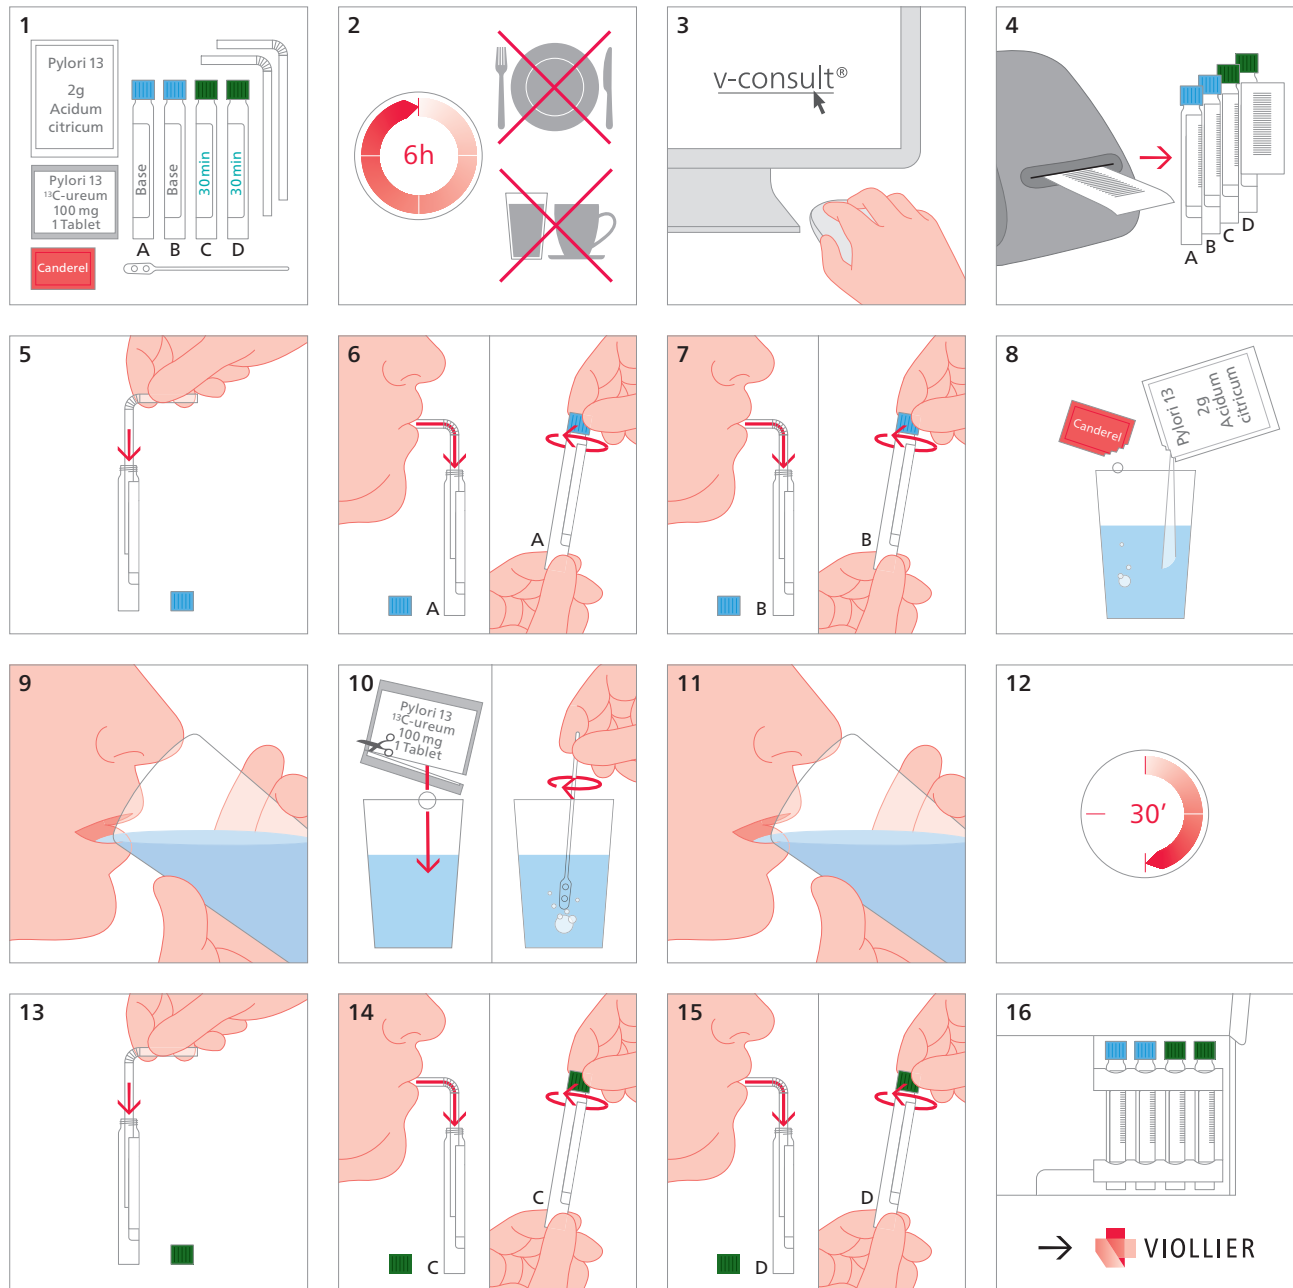 1
Pylori 13
2g
Acidum
citricum
Pylori 13
¹³C-ureum
100 mg
1 Tablet
Canderel
Base
Base
30 min
30 min
A B C D
2
6h
3
v-consult®
4
A
B
C
D
5
6
A
A
7
B
B
8
Canderel
Pylori 13
2g
Acidum
citricum
9
10
Pylori 13
¹³C-ureum
100 mg
1 Tablet
11
12
30’
13
14
C
C
15
D
D
16
VIOLLIER